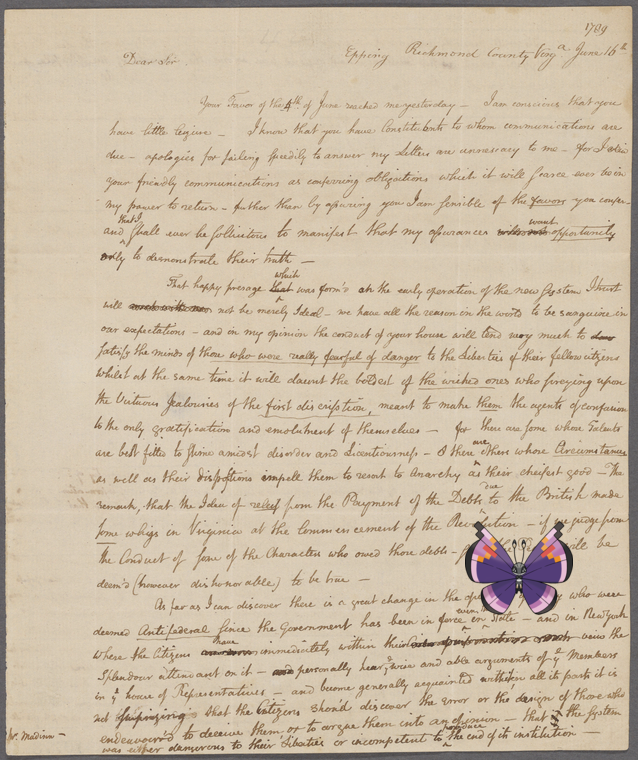 1789
Epping Richmond County Virgª June 16th
Dear Sir
Your Favor of the 4th of June reached me yesterday – I am conscious that you
have little leizure – I know that you have Constituents to whom communications are
due – apologies for failing speedily to answer my Letters are unnecessary to me – for I
your friendly communications as conferring obligations which it will scarce ever be in
my power to return – further than by assuring you I am sensible of the favors you confer –
and that I shall ever be sollicitous to manifest that my assurances want opportunity
only to demonstrate their truth –
That happy presage which was form'd on the early operation of the new System I trust
will not be merely Ideal – we have all the reason in the world to be sanguine in
our expectations – and in my opinion the conduct of your house will tend very much to
satisfy the minds of those who were really fearful of danger to the Liberties of their fellow citizens
whilst at the same time it will daunt the boldest of the wicked ones who preying upon
the Virtuous Jealousies of the first discription, meant to make them the agents of confusion
to the only gratification and emolument of themselves – for there are some whose Talents
are best fitted to shine amidst disorder and Licentiousness – & there are others whose Circumstances
as well as their dispositions impell them to resort to Anarchy as their cheifest good – The
remark, that the Idea of releif from the Payment of the Debts due to the British made
some whigs in Virginia at the Commencement of the – if we judge from
the Conduct of some of the Characters who owed those debts – will be
deem'd (however dishonorable) to be true –
As far as I can discover there is a great change in the who were
deemed Antifederal since the Government has been in force even in State – and in New York
where the Citizens have immediately within their veiw the
Splendour attendant on it – personally hear, the wise and able arguments of ye Members
in ye house of Representatives – and become generally acquainted with all its parts it is
not surprizing that the Citizens should discover the error or the design of those who
endeavour'd to deceive them, or to argue them into an opinion – that the System
was either dangerous to their Liberties or incompetent to produce the end of its institution –
Mr. Madison –